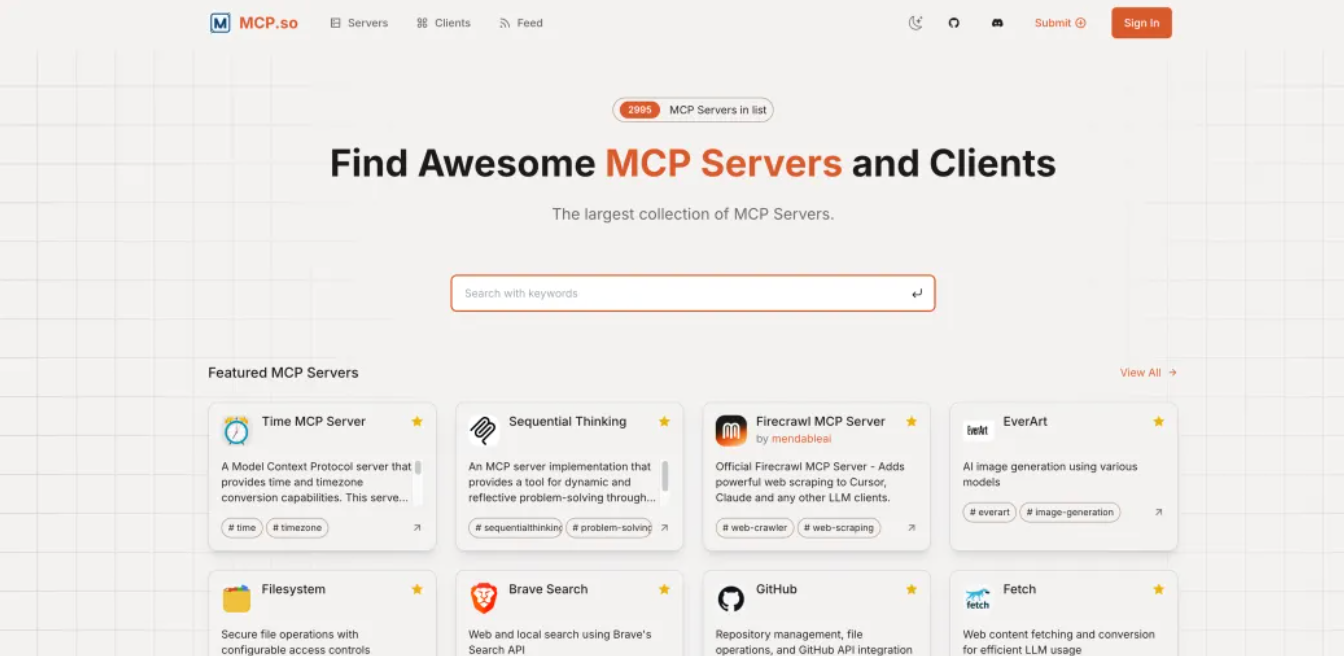 M MCP.so Servers Clients Feed Submit Sign In
2995 MCP Servers in list
Find Awesome MCP Servers and Clients
The largest collection of MCP Servers.
Search with keywords
Featured MCP Servers View All
Time MCP Server
A Model Context Protocol server that
provides time and timezone
conversion capabilities. This serve...
# time # timezone
Sequential Thinking
An MCP server implementation that
provides a tool for dynamic and
reflective problem-solving through...
# sequentialthinking # problem-solving
Firecrawl MCP Server
by mendableai
Official Firecrawl MCP Server - Adds
powerful web scraping to Cursor,
Claude and any other LLM clients.
# web-crawler # web-scraping
EverArt
EverArt
AI image generation using various
models
# everart # image-generation
Filesystem
Secure file operations with
configurable access controls
Brave Search
Web and local search using Brave's
Search API
GitHub
Repository management, file
operations, and GitHub API integration
fetch
Fetch
Web content fetching and conversion
for efficient LLM usage